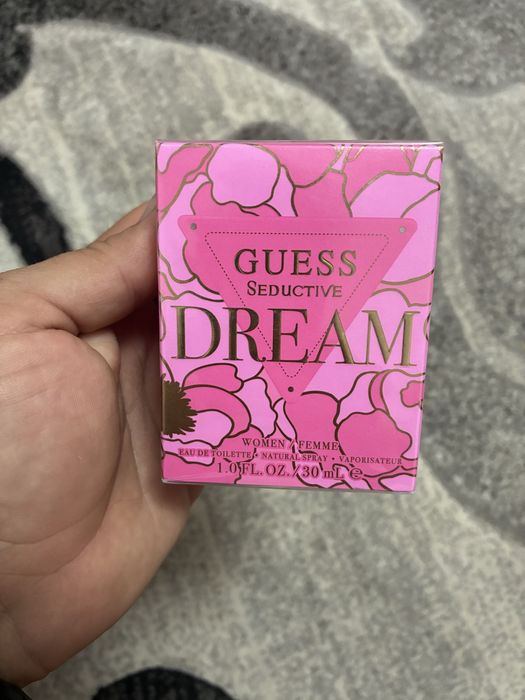 GUESS
SEDUCTIVE
DREAM
WOMEN / FEMME
EAU DE TOILETTE • NATURAL SPRAY • VAPORISATEUR
1.0 FL. OZ. / 30 mL ℮